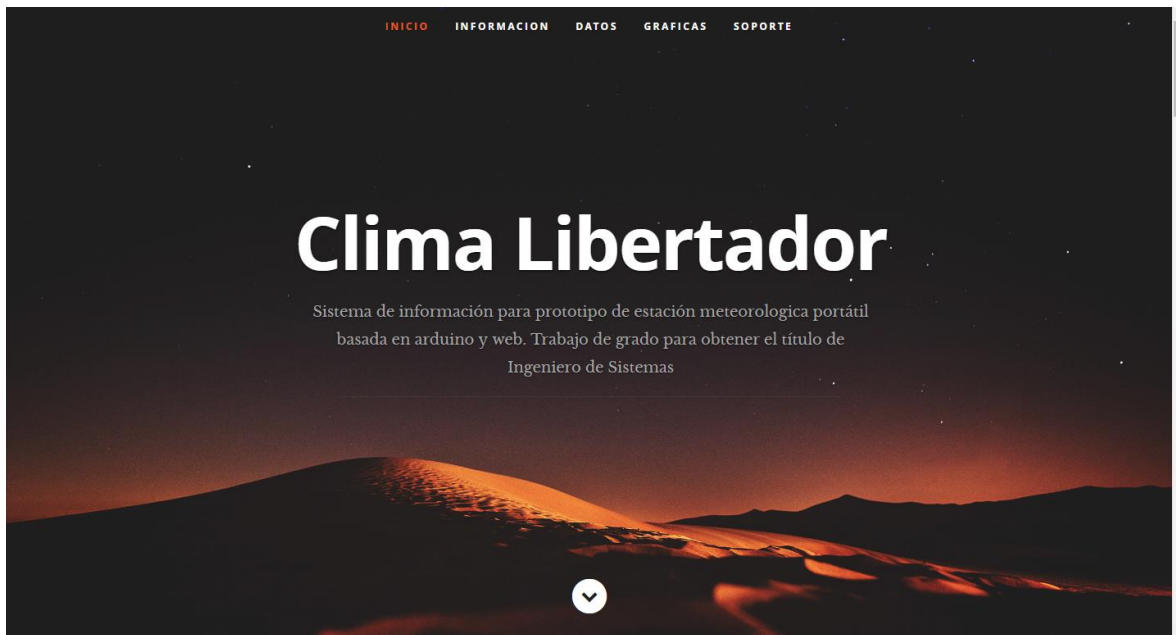 INICIO INFORMACION DATOS GRAFICAS SOPORTE
Clima Libertador
Sistema de información para prototipo de estación meteorologica portátil
basada en arduino y web. Trabajo de grado para obtener el título de
Ingeniero de Sistemas